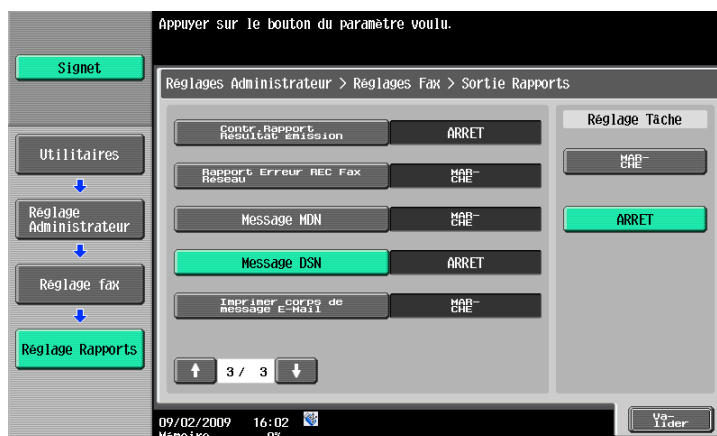 Appuyer sur le bouton du paramètre voulu.
Signet
Réglages Administrateur > Réglages Fax > Sortie Rapports
Utilitaires
Réglage
Administrateur
Réglage fax
Réglage Rapports
Contr.Rapport
Résultat émission
ARRET
Rapport Erreur REC Fax
Réseau
MAR-
CHE
Message MDN
MAR-
CHE
Message DSN
ARRET
Imprimer corps de
message E-Mail
MAR-
CHE
3/ 3
Réglage Tâche
MAR-
CHE
ARRET
09/02/2009 16:02
Mémoire 0%
Va-
lider